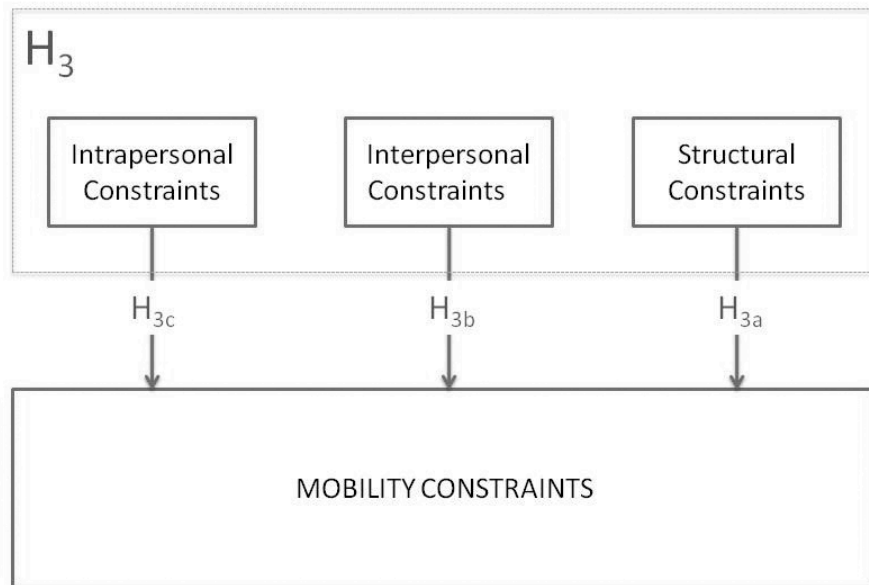 H₃
Intrapersonal
Constraints
Interpersonal
Constraints
Structural
Constraints
H₃c
H₃b
H₃a
MOBILITY CONSTRAINTS